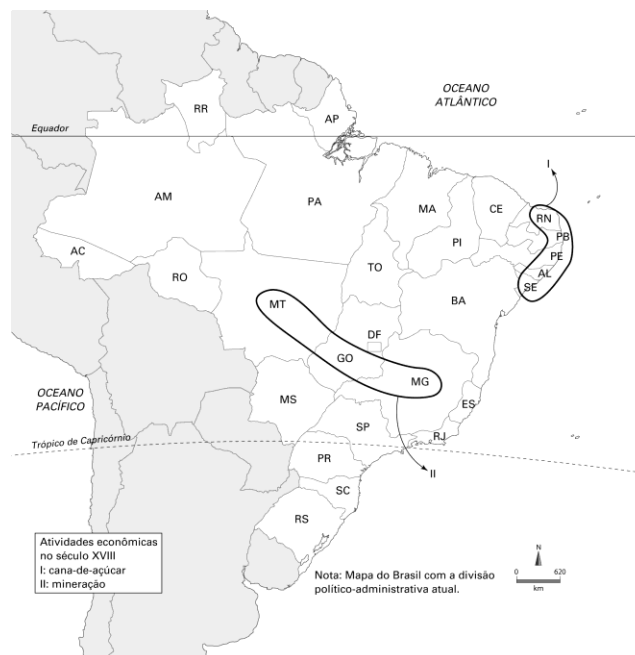 OCEANO
ATLÂNTICO
RR
AP
Equador
I
AM
PA
MA
CE
RN
PB
PI
PE
AC
AL
TO
SE
RO
BA
MT
DF
GO
MG
OCEANO
PACÍFICO
MS
ES
SP
RJ
Trópico de Capricórnio
PR
II
SC
RS
Atividades econômicas
no século XVIII
I: cana-de-açúcar
II: mineração
Nota: Mapa do Brasil com a divisão
político-administrativa atual.
N
0 620
km